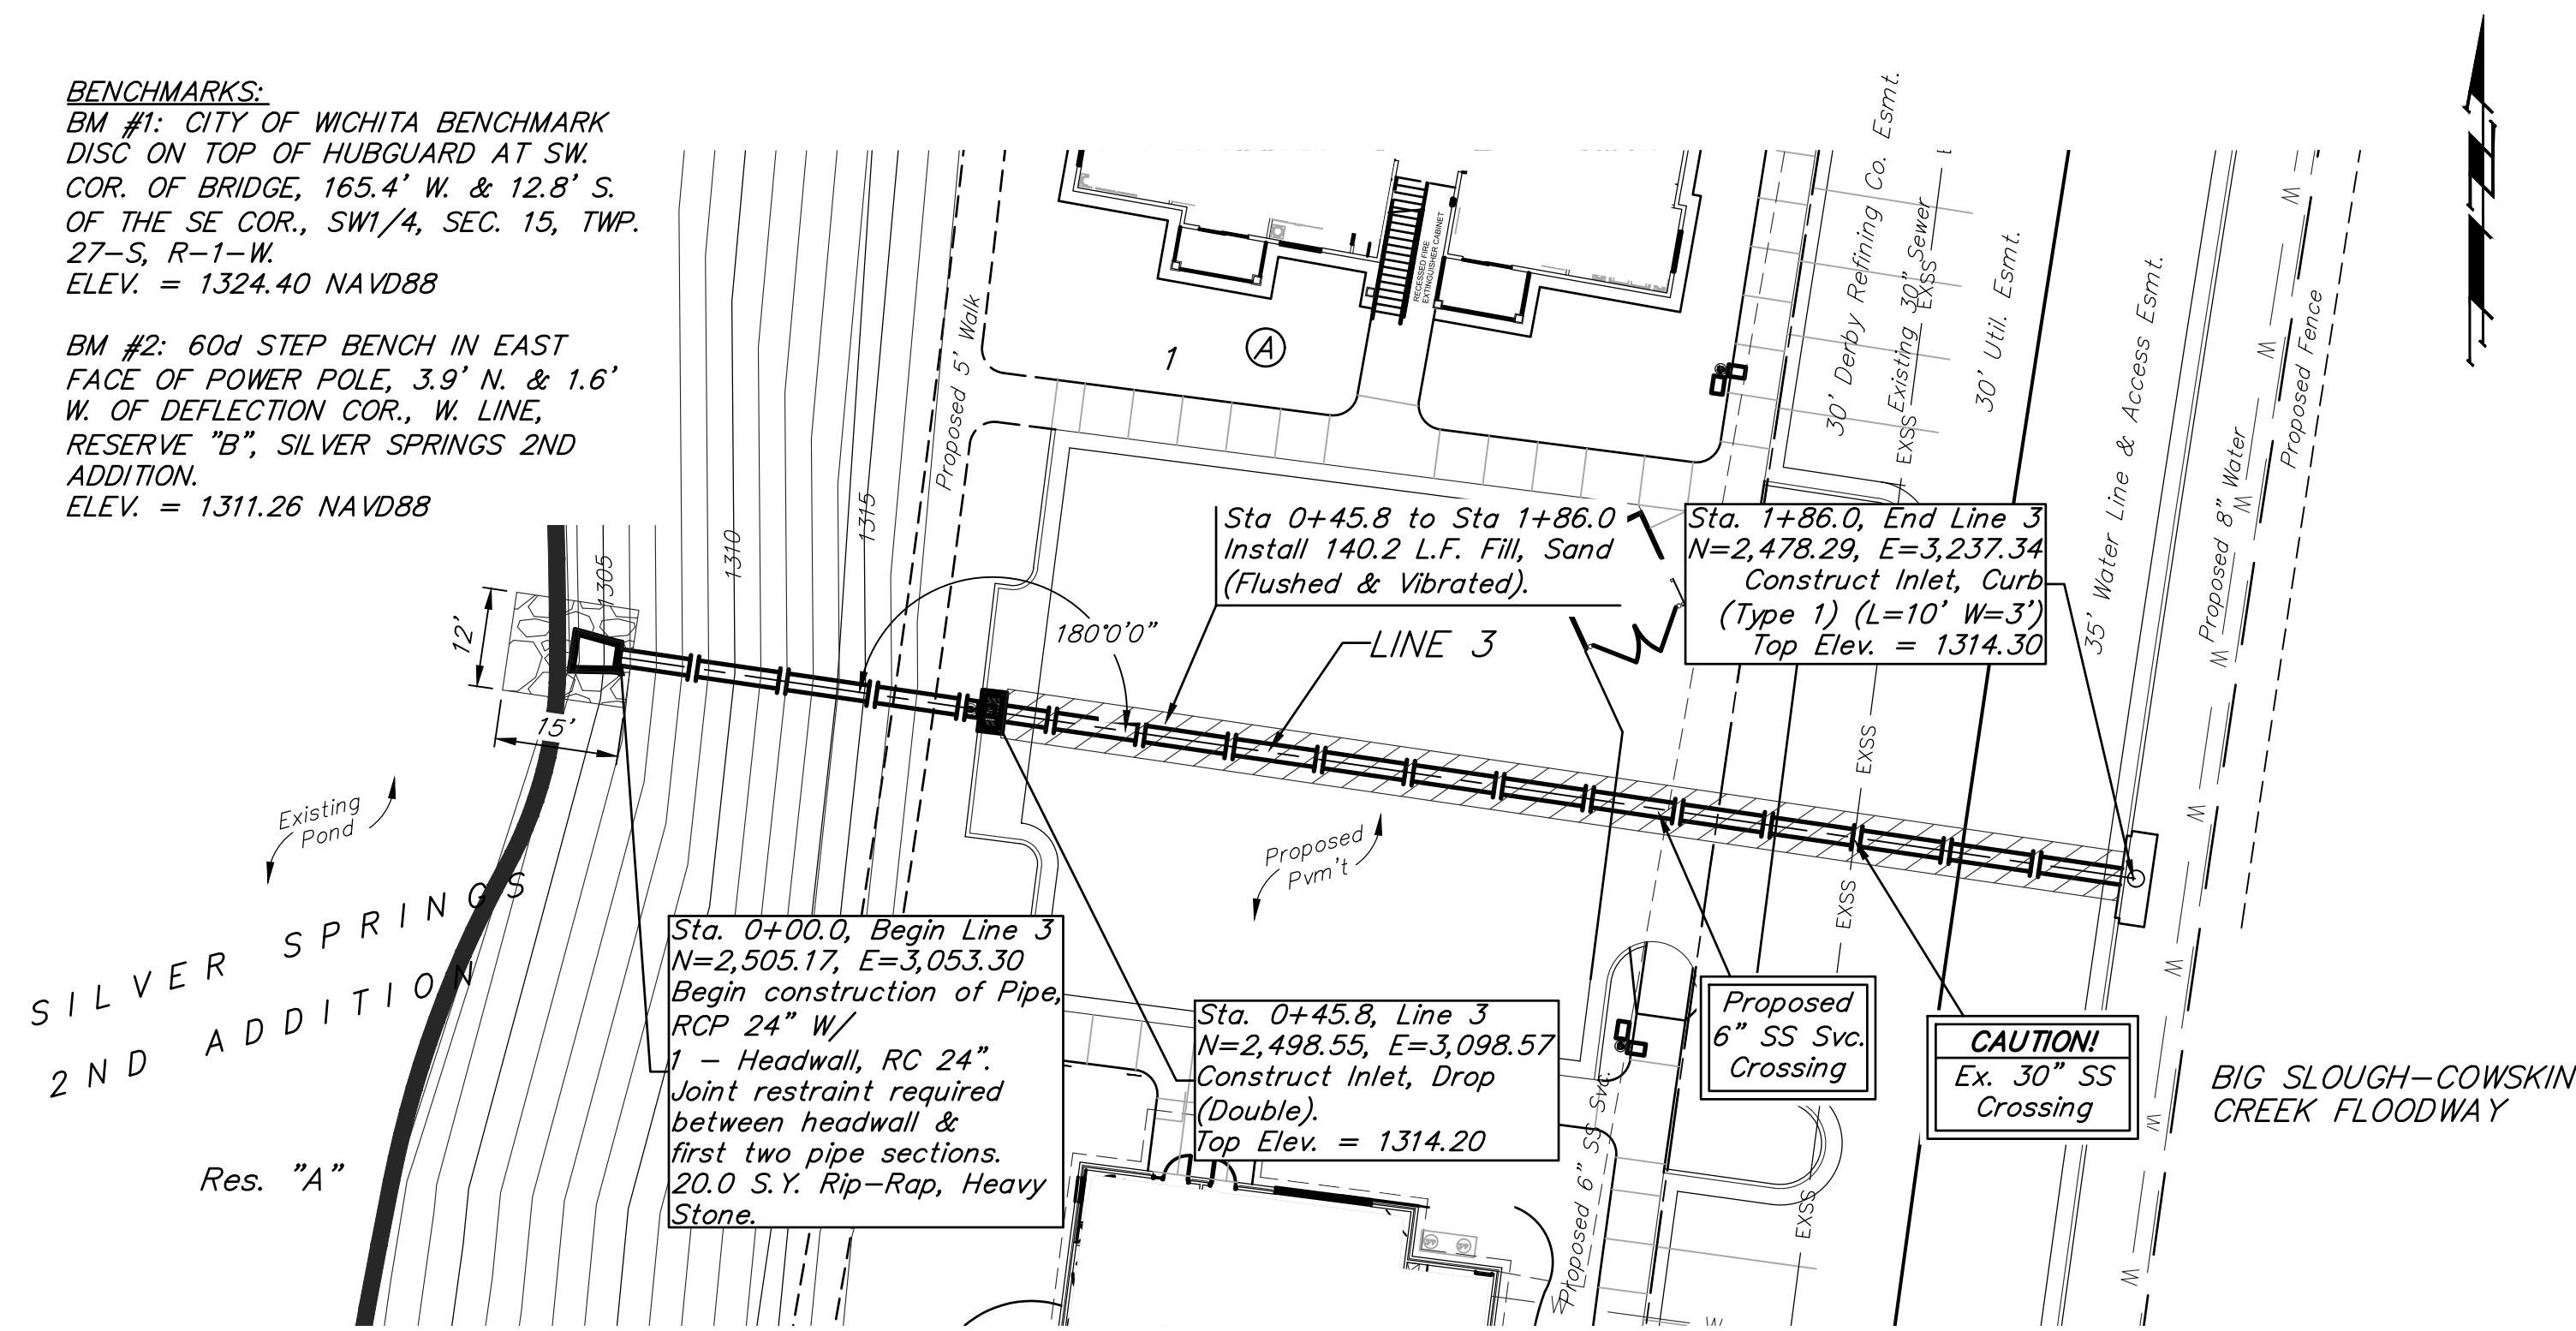 BENCHMARKS:
BM #1: CITY OF WICHITA BENCHMARK
DISC ON TOP OF HUBGUARD AT SW.
COR. OF BRIDGE, 165.4' W. & 12.8' S.
OF THE SE COR., SW1/4, SEC. 15, TWP.
27-S, R-1-W.
ELEV. = 1324.40 NAVD88
BM #2: 60d STEP BENCH IN EAST
FACE OF POWER POLE, 3.9' N. & 1.6'
W. OF DEFLECTION COR., W. LINE,
RESERVE "B", SILVER SPRINGS 2ND
ADDITION.
ELEV. = 1311.26 NAVD88
1305
1310
1315
Proposed 5' Walk
1
A
RECESSED FIRE
EXTINGUISHER CABINET
30' Derby Refining Co. Esmt.
Existing 30" Sewer
EXSS
EXSS
30' Util. Esmt.
35' Water Line & Access Esmt.
Proposed 8" Water
Proposed Fence
W
W
W
W
W
Sta 0+45.8 to Sta 1+86.0
Install 140.2 L.F. Fill, Sand
(Flushed & Vibrated).
Sta. 1+86.0, End Line 3
N=2,478.29, E=3,237.34
Construct Inlet, Curb
(Type 1) (L=10' W=3')
Top Elev. = 1314.30
180°0'0"
LINE 3
12'
15'
Existing
Pond
Proposed
Pvm't
EXSS
EXSS
EXSS
W
W
W
W
W
SILVER SPRINGS
2ND ADDITION
Res. "A"
Sta. 0+00.0, Begin Line 3
N=2,505.17, E=3,053.30
Begin construction of Pipe,
RCP 24" W/
1 - Headwall, RC 24".
Joint restraint required
between headwall &
first two pipe sections.
20.0 S.Y. Rip-Rap, Heavy
Stone.
Sta. 0+45.8, Line 3
N=2,498.55, E=3,098.57
Construct Inlet, Drop
(Double).
Top Elev. = 1314.20
Proposed
6" SS Svc.
Crossing
CAUTION!
Ex. 30" SS
Crossing
Proposed 6" SS Svc.
BIG SLOUGH-COWSKIN
CREEK FLOODWAY